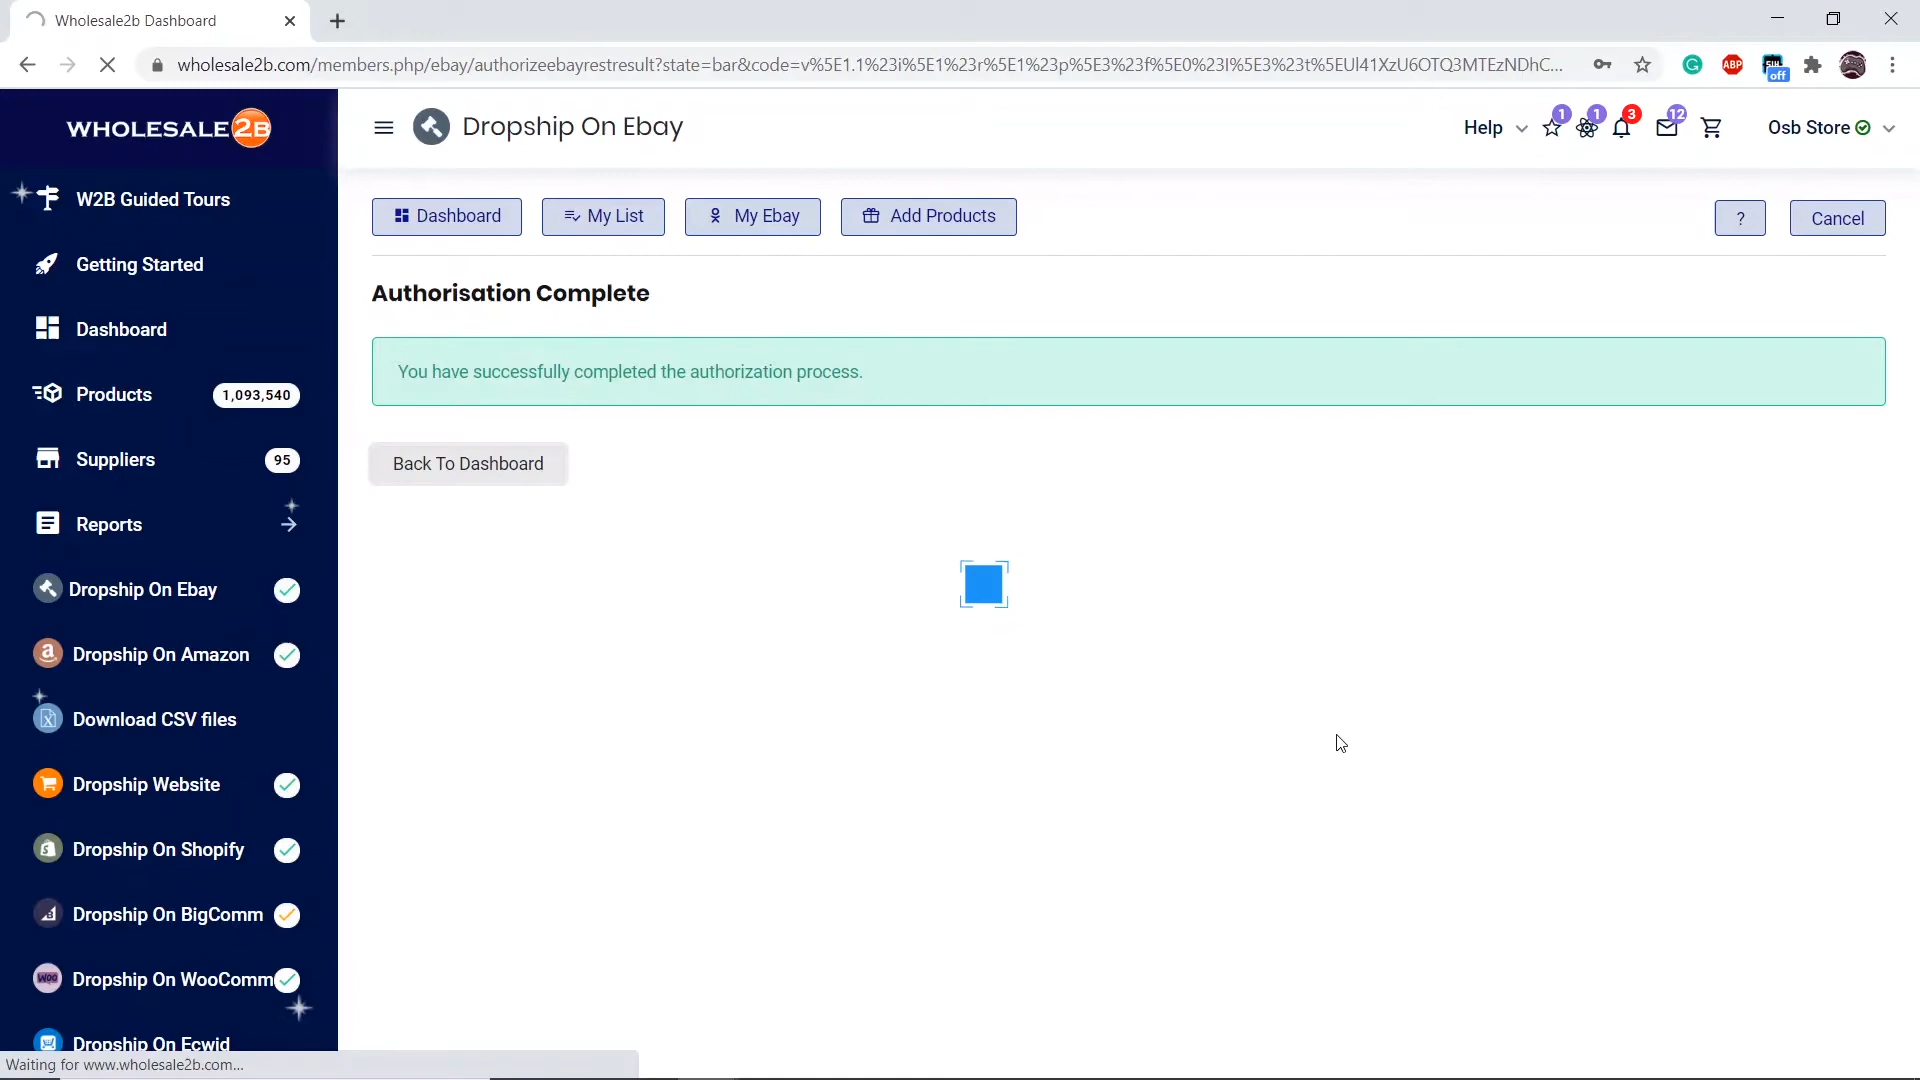 Wholesale2b Dashboard
wholesale2b.com/members.php/ebay/authorizeebayrestresult?state=bar&code=v%5E1.1%23i%5E1%23r%5E1%23p%5E3%23f%5E0%23I%5E3%23t%5EUl41XzU6OTQ3MTEzNDhC...
ABP
off
WHOLESALE2B
Dropship On Ebay
Help
1
1
3
12
Osb Store
W2B Guided Tours
Getting Started
Dashboard
Products 1,093,540
Suppliers 95
Reports
Dropship On Ebay
Dropship On Amazon
Download CSV files
Dropship Website
Dropship On Shopify
Dropship On BigComm
Dropship On WooComm
Dropship On Ecwid
Dashboard
My List
My Ebay
Add Products
?
Cancel
Authorisation Complete
You have successfully completed the authorization process.
Back To Dashboard
Waiting for www.wholesale2b.com...